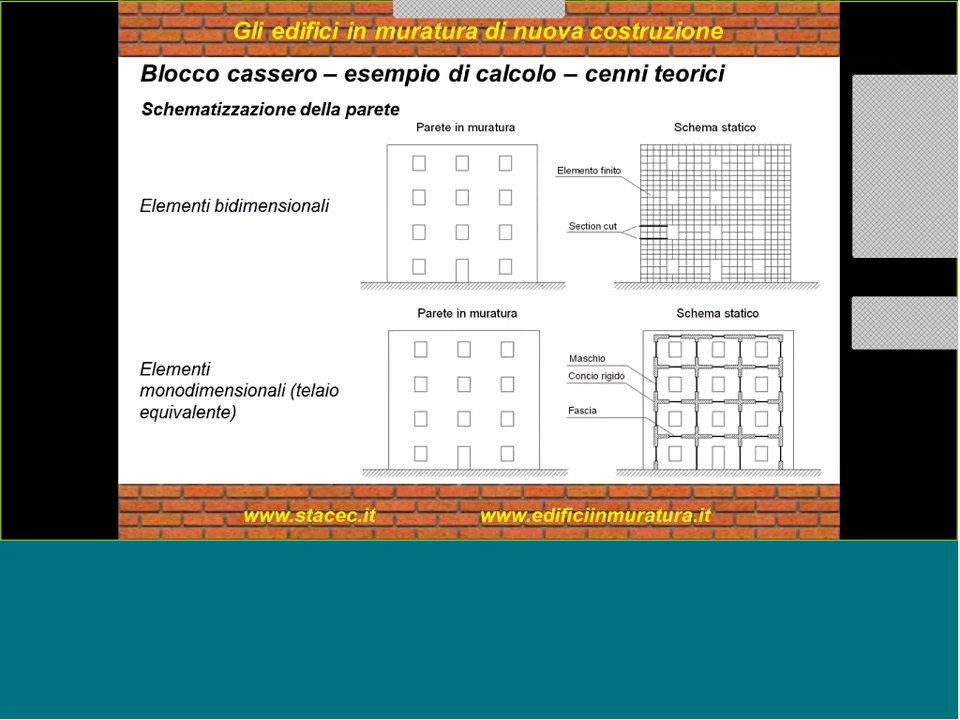 Gli edifici in muratura di nuova costruzione
Blocco cassero – esempio di calcolo – cenni teorici
Schematizzazione della parete
Parete in muratura
Schema statico
Elementi bidimensionali
Elemento finito
Section cut
Parete in muratura
Schema statico
Elementi
monodimensionali (telaio
equivalente)
Maschio
Concio rigido
Fascia
www.stacec.it
www.edificiinmuratura.it